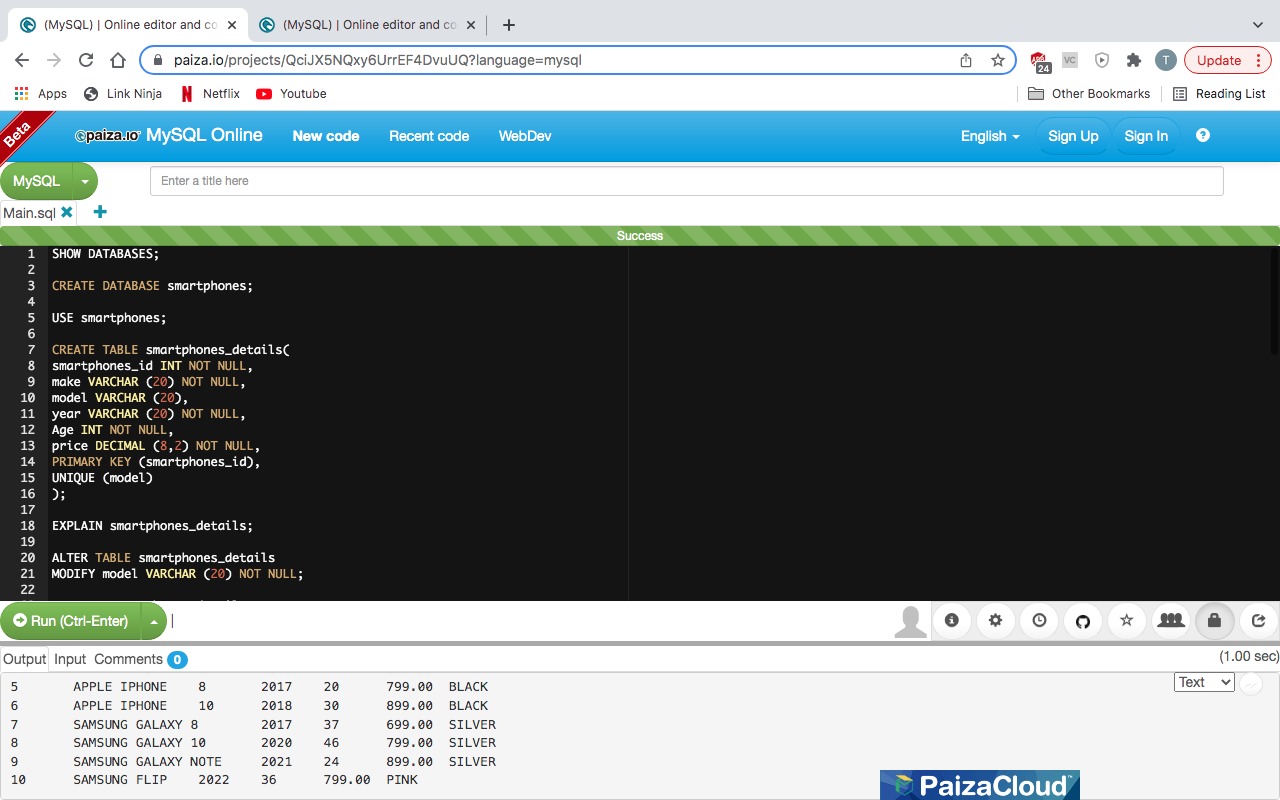 (MySQL) | Online editor and co
(MySQL) | Online editor and co
paiza.io/projects/QciJX5NQxy6UrrEF4DvuUQ?language=mysql
24
VC
T
Update
Apps
Link Ninja
Netflix
Youtube
Other Bookmarks
Reading List
Beta
paiza.io MySQL Online
New code
Recent code
WebDev
English
Sign Up
Sign In
?
MySQL
Enter a title here
Main.sql
Success
1 SHOW DATABASES;
2
3 CREATE DATABASE smartphones;
4
5 USE smartphones;
6
7 CREATE TABLE smartphones_details(
8 smartphones_id INT NOT NULL,
9 make VARCHAR (20) NOT NULL,
10 model VARCHAR (20),
11 year VARCHAR (20) NOT NULL,
12 Age INT NOT NULL,
13 price DECIMAL (8,2) NOT NULL,
14 PRIMARY KEY (smartphones_id),
15 UNIQUE (model)
16 );
17
18 EXPLAIN smartphones_details;
19
20 ALTER TABLE smartphones_details
21 MODIFY model VARCHAR (20) NOT NULL;
22
Run (Ctrl-Enter)
Output Input Comments 0
(1.00 sec)
Text
5 APPLE IPHONE 8 2017 20 799.00 BLACK
6 APPLE IPHONE 10 2018 30 899.00 BLACK
7 SAMSUNG GALAXY 8 2017 37 699.00 SILVER
8 SAMSUNG GALAXY 10 2020 46 799.00 SILVER
9 SAMSUNG GALAXY NOTE 2021 24 899.00 SILVER
10 SAMSUNG FLIP 2022 36 799.00 PINK
PaizaCloud